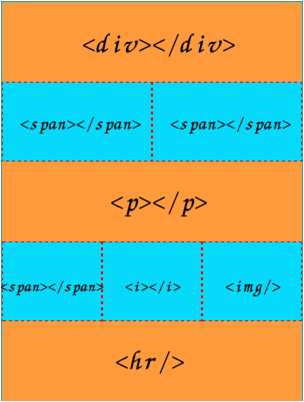 <div></div>
<span></span> <span></span>
<p></p>
<span></span> <i></i> <img/>
<hr/>